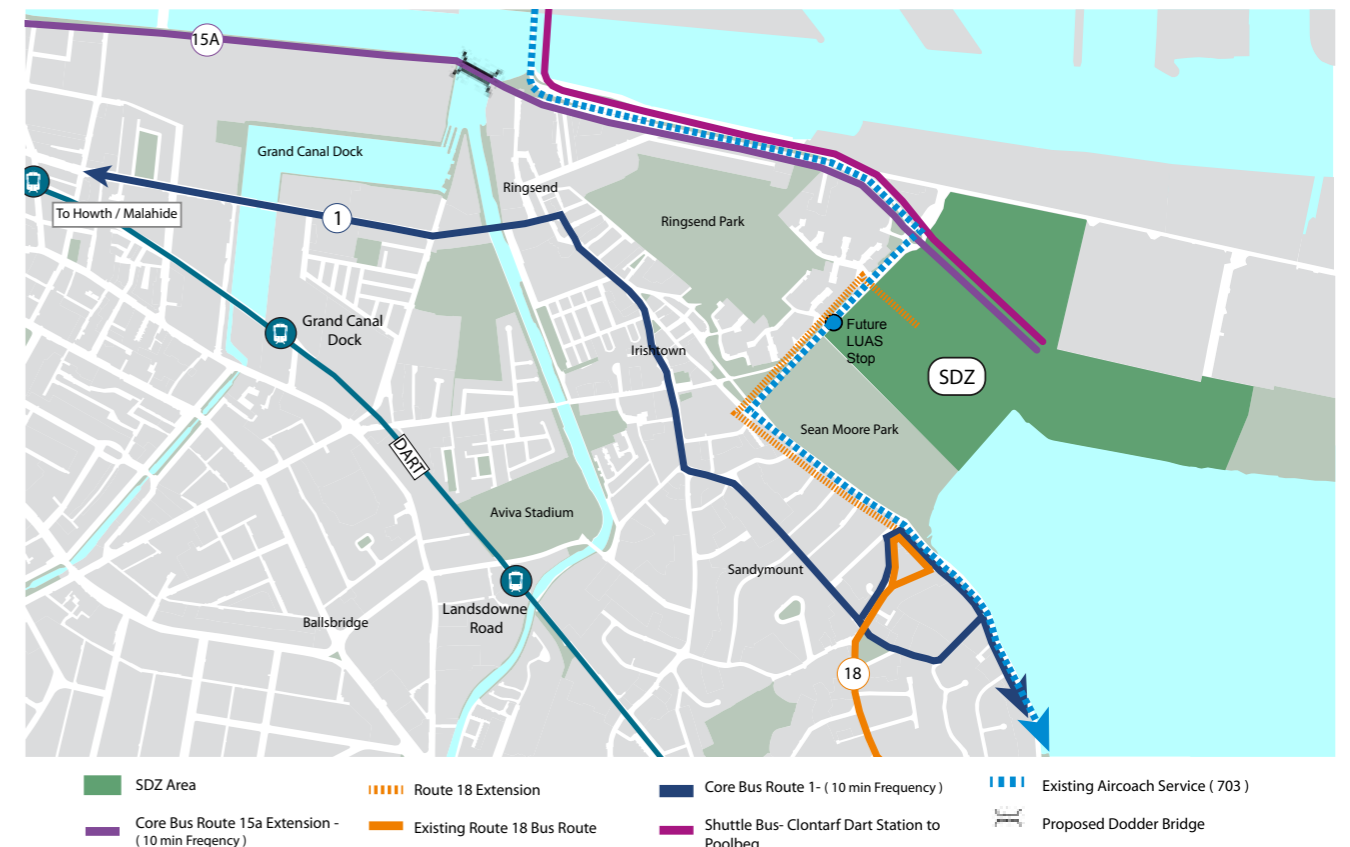 15A
Grand Canal Dock
Ringsend
To Howth / Malahide
1
Ringsend Park
Grand Canal
Dock
Future
LUAS
Stop
Irishtown
SDZ
Sean Moore Park
DART
Aviva Stadium
Sandymount
Landsdowne
Road
Ballsbridge
18
SDZ Area
Route 18 Extension
Core Bus Route 1- ( 10 min Frequency )
Existing Aircoach Service ( 703 )
Core Bus Route 15a Extension -
( 10 min Freqency )
Existing Route 18 Bus Route
Shuttle Bus- Clontarf Dart Station to
Poolbeg
Proposed Dodder Bridge